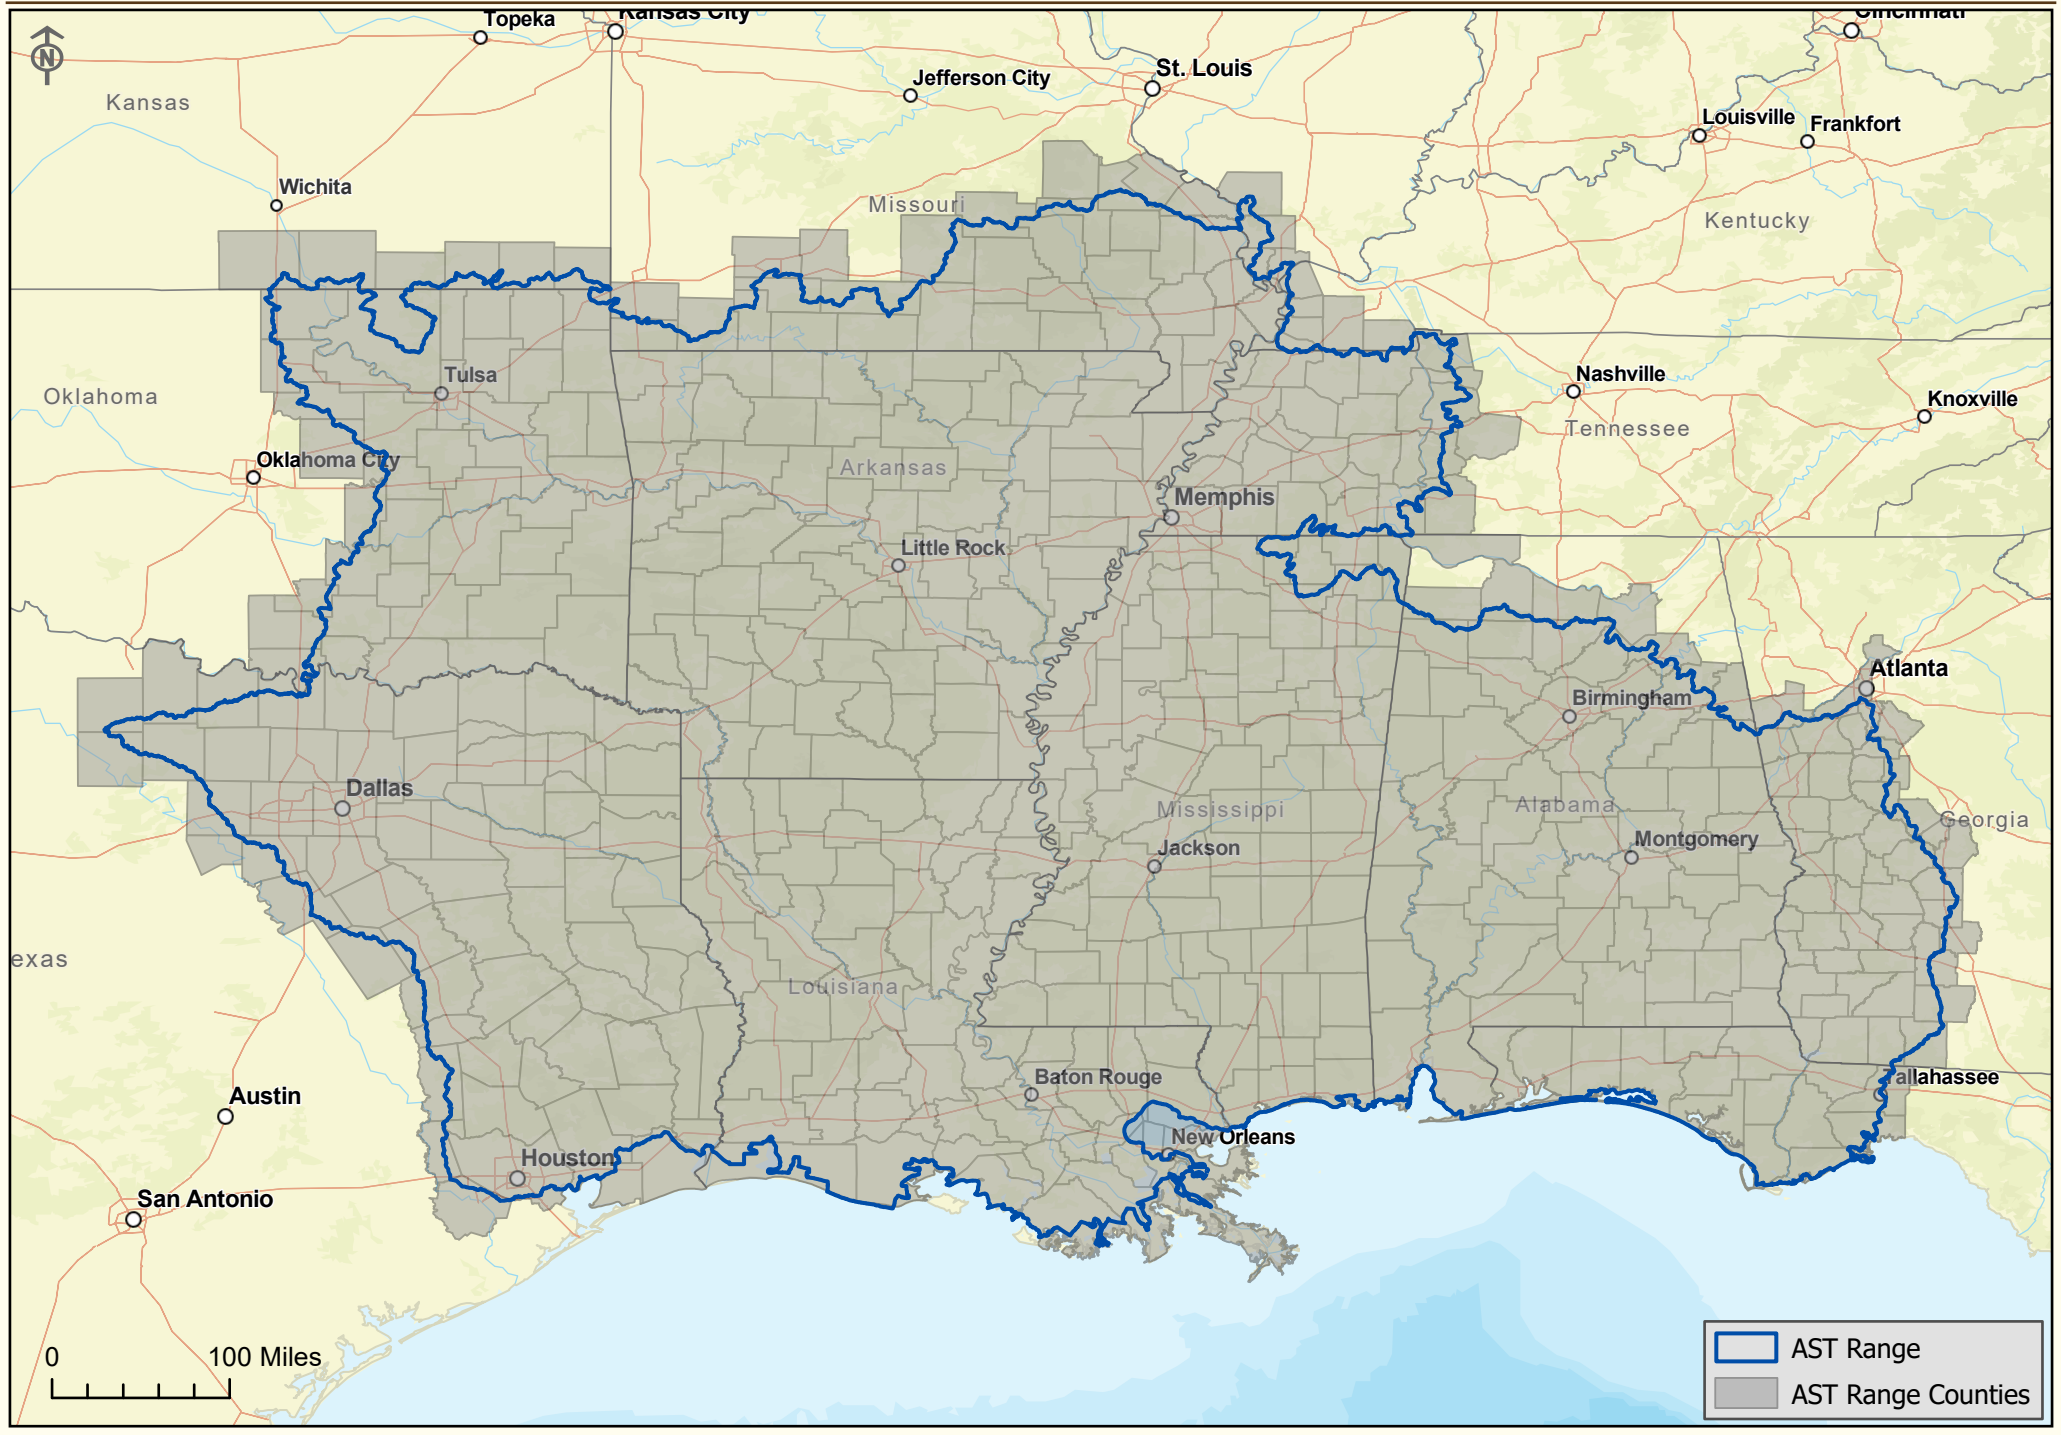 Topeka
Kansas City
Cincinnati
N
St. Louis
Jefferson City
Kansas
Louisville
Frankfort
Wichita
Missouri
Kentucky
Tulsa
Nashville
Oklahoma
Knoxville
Tennessee
Oklahoma City
Arkansas
Memphis
Little Rock
Atlanta
Birmingham
Dallas
Mississippi
Alabama
Georgia
Montgomery
Jackson
exas
Louisiana
Baton Rouge
Tallahassee
Austin
New Orleans
Houston
San Antonio
0 100 Miles
AST Range
AST Range Counties